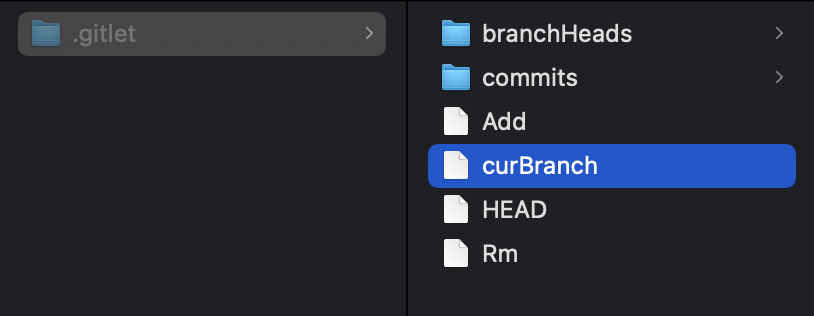 .gitlet
branchHeads
commits
Add
curBranch
HEAD
Rm